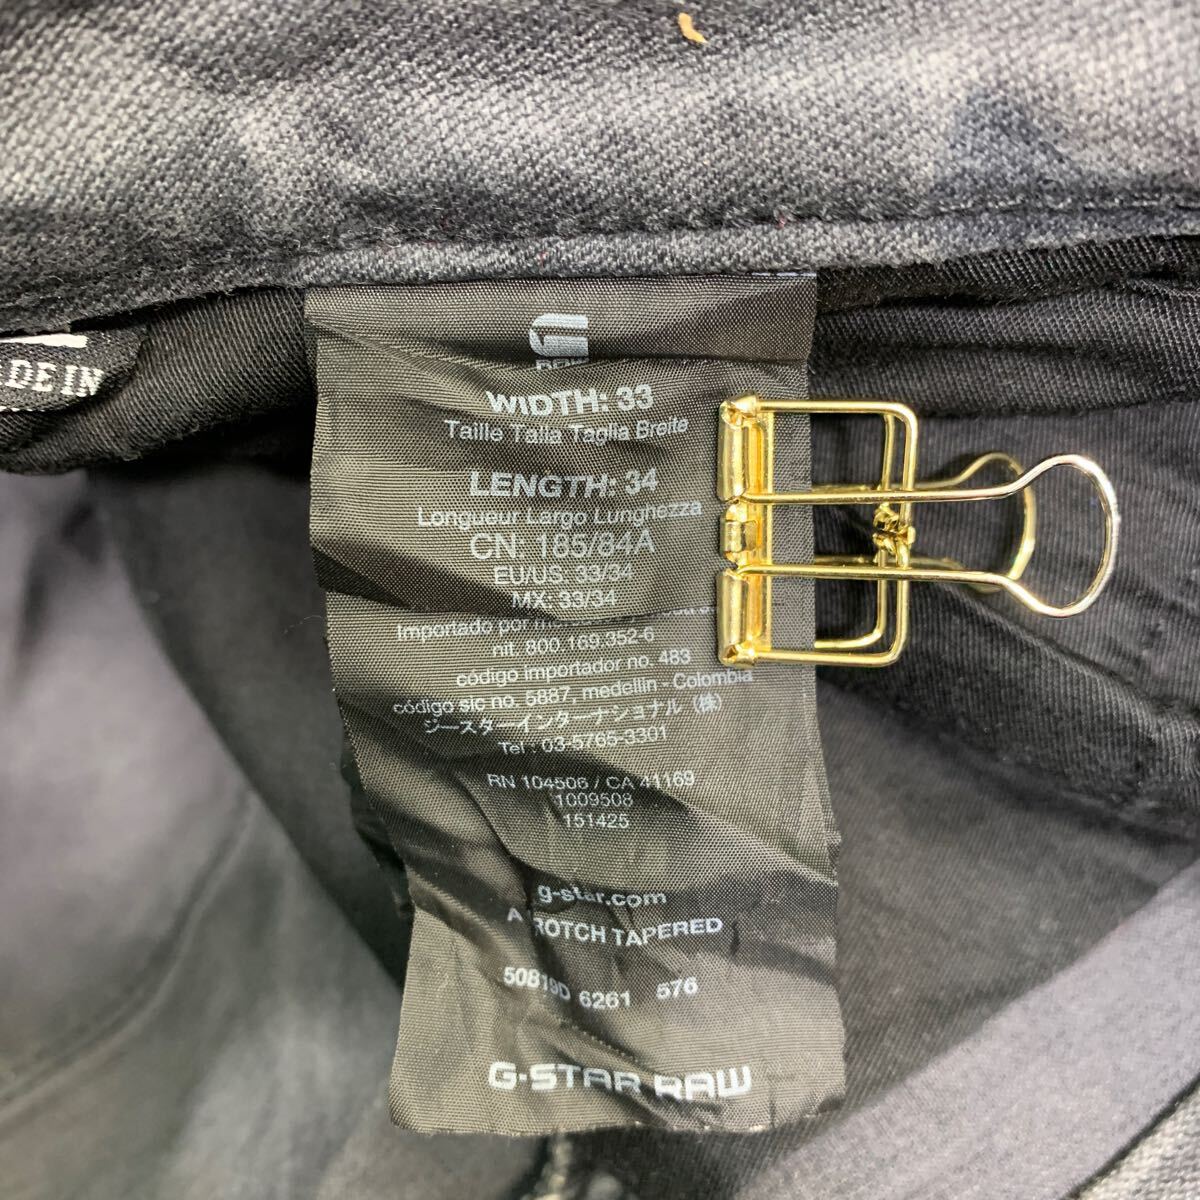 WIDTH: 33
Taille Talla Taglia Breite
LENGTH: 34
Longueur Largo Lunghezza
CN: 185/84A
EU/US: 33/34
MX: 33/34
Importado por
nit. 800.169.352-6
código importador no. 483
código sic no. 5887, medellin - Colombia
ジースターインターナショナル (株)
Tel : 03-5765-3301
RN 104506 / CA 41169
1009508
151425
g-star.com
TAPERED
6261 576
G-STAR RAW
IN